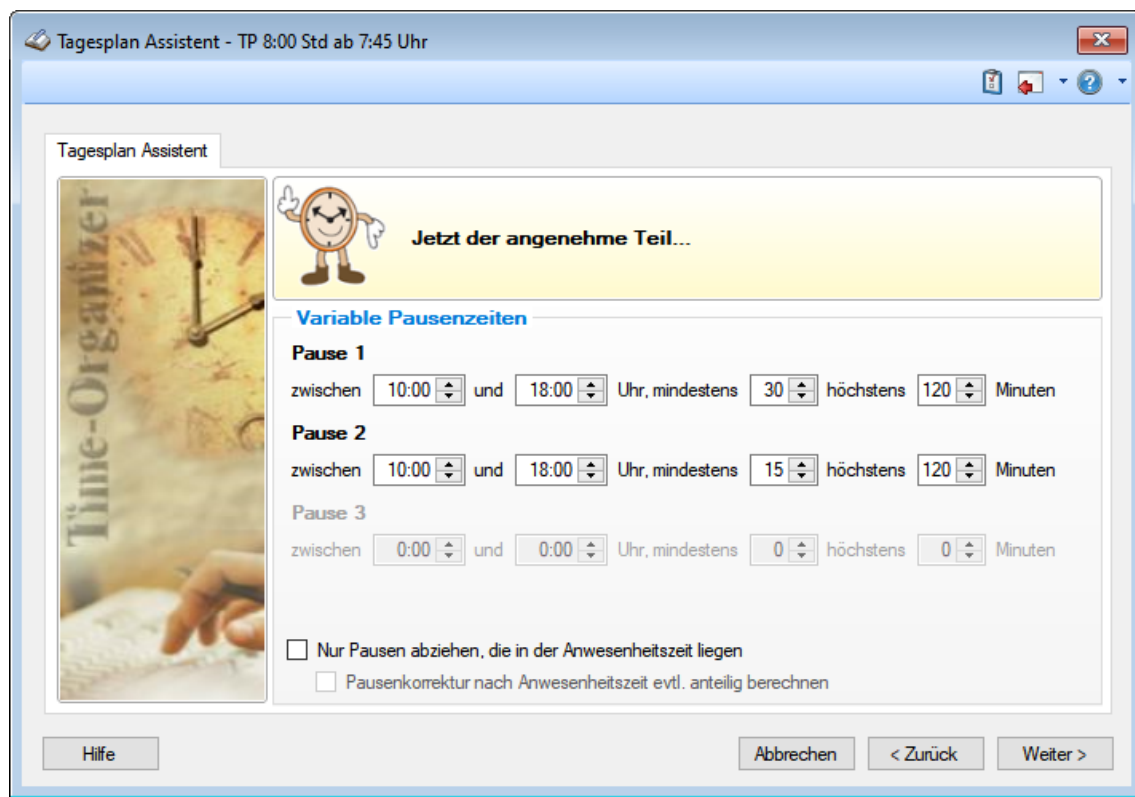 Tagesplan Assistent - TP 8:00 Std ab 7:45 Uhr
Tagesplan Assistent
Time-Organizer
Jetzt der angenehme Teil...
Variable Pausenzeiten
Pause 1
zwischen 10:00 und 18:00 Uhr, mindestens 30 höchstens 120 Minuten
Pause 2
zwischen 10:00 und 18:00 Uhr, mindestens 15 höchstens 120 Minuten
Pause 3
zwischen 0:00 und 0:00 Uhr, mindestens 0 höchstens 0 Minuten
Nur Pausen abziehen, die in der Anwesenheitszeit liegen
Pausenkorrektur nach Anwesenheitszeit evtl. anteilig berechnen
Hilfe Abbrechen < Zurück Weiter >